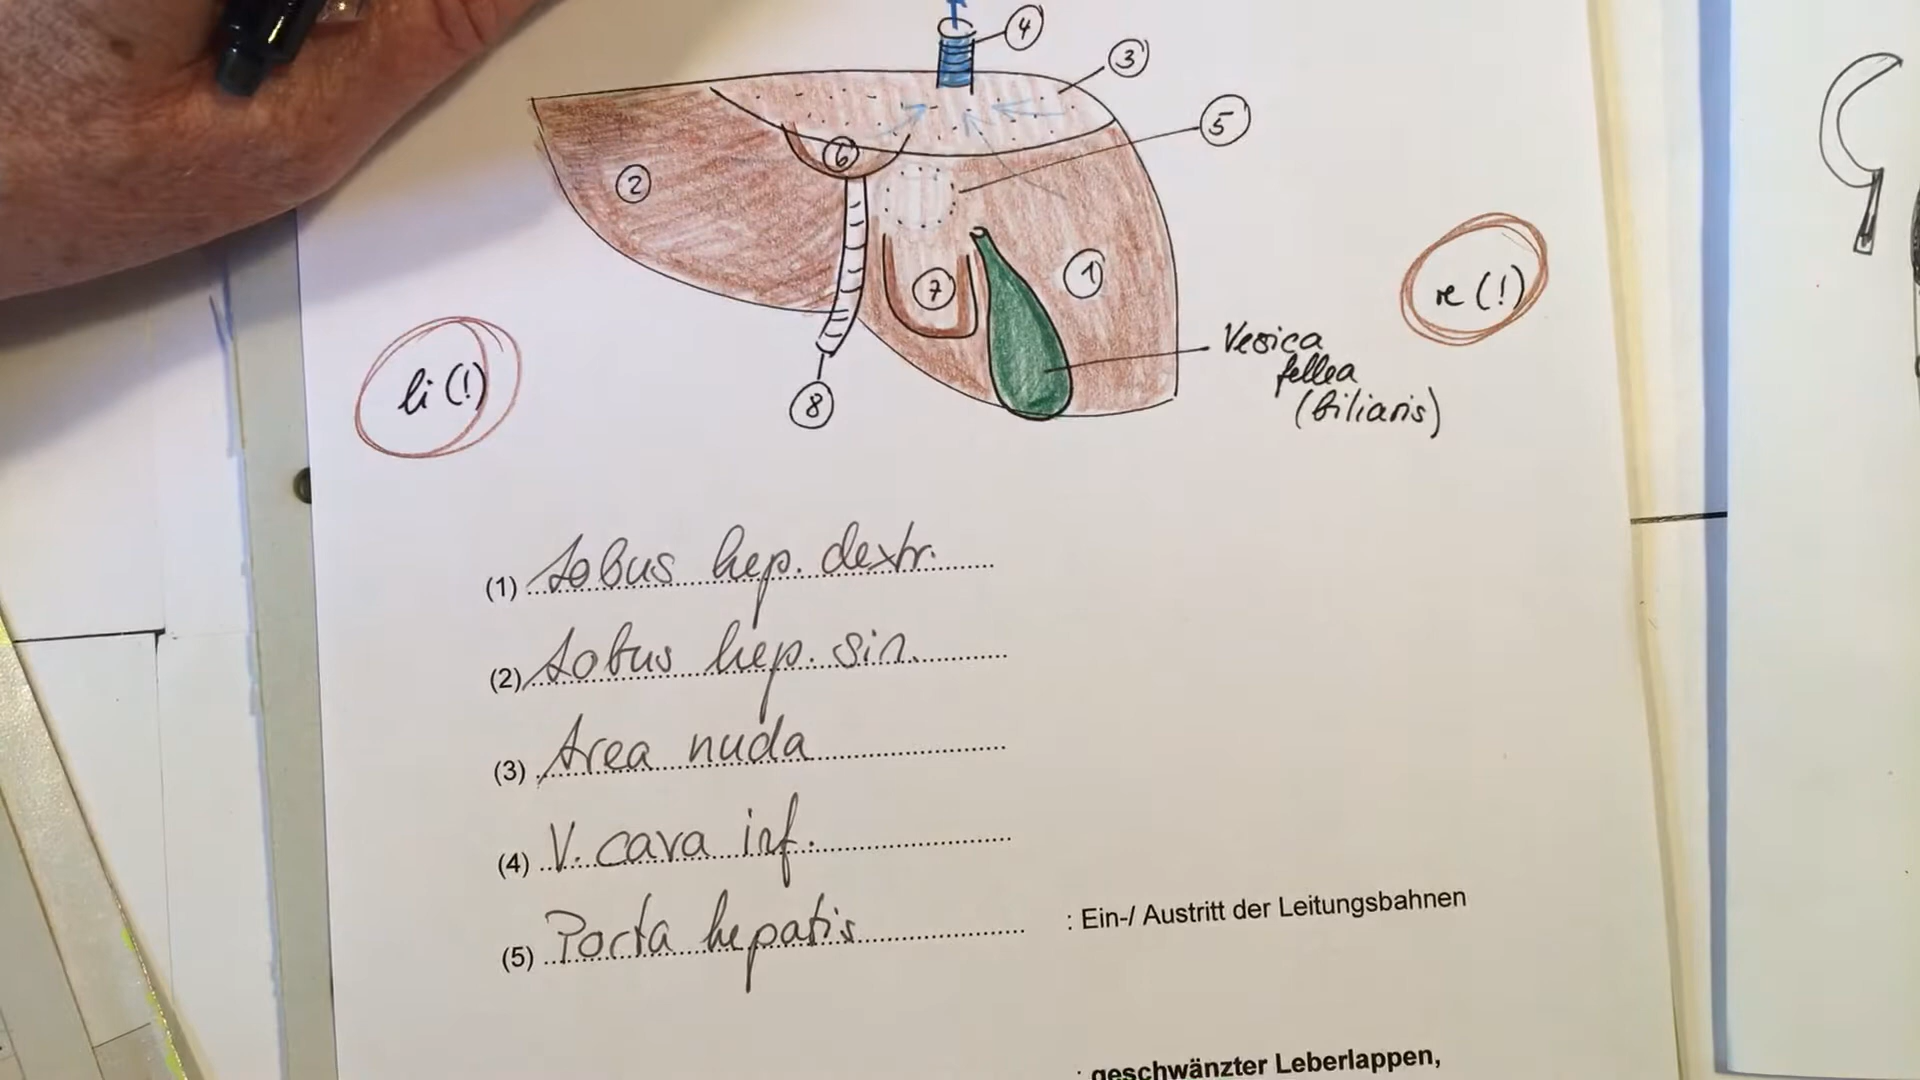 4
3
5
6
2
7
1
re (!)
Vesica
fellea
(biliaris)
li (!)
8
(1) Lobus hep. dextr.
(2) Lobus hep. sin.
(3) Area nuda
(4) V. cava inf.
(5) Porta hepatis : Ein-/ Austritt der Leitungsbahnen
: geschwänzter Leberlappen,